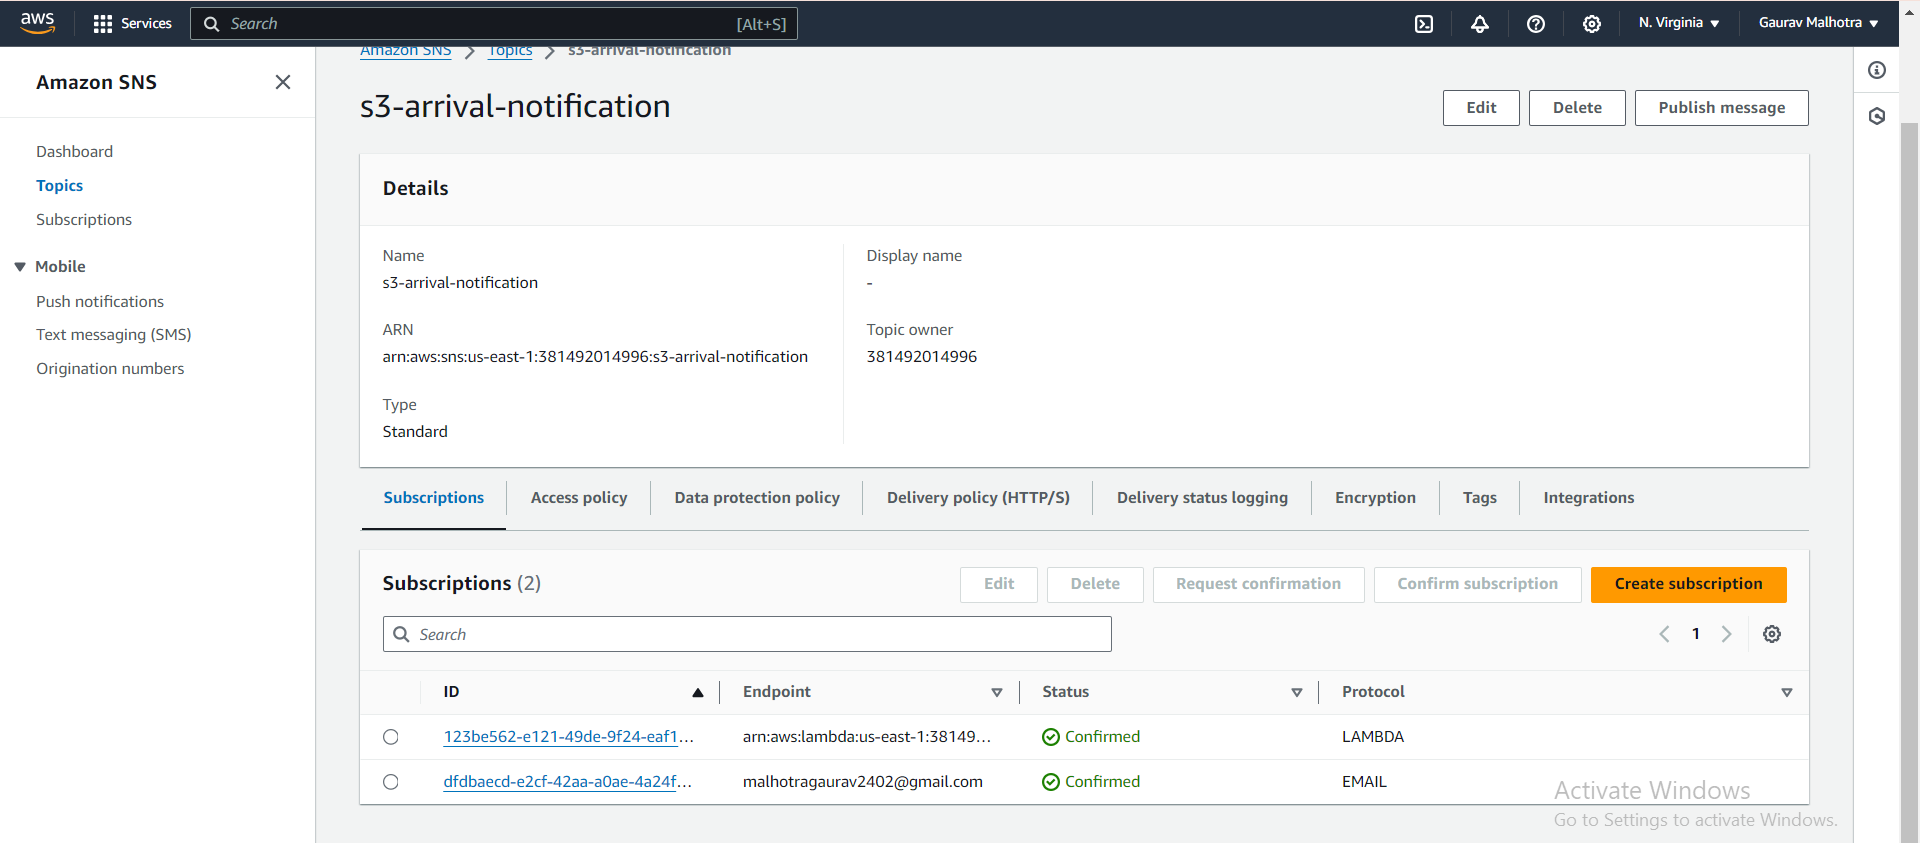 aws Services Search [Alt+S] N. Virginia Gaurav Malhotra
Amazon SNS
Dashboard
Topics
Subscriptions
Mobile
Push notifications
Text messaging (SMS)
Origination numbers
Amazon SNS Topics s3-arrival-notification
s3-arrival-notification
Edit Delete Publish message
Details
Name
s3-arrival-notification
ARN
arn:aws:sns:us-east-1:381492014996:s3-arrival-notification
Type
Standard
Display name
-
Topic owner
381492014996
Subscriptions Access policy Data protection policy Delivery policy (HTTP/S) Delivery status logging Encryption Tags Integrations
Subscriptions (2)
Edit Delete Request confirmation Confirm subscription Create subscription
Search
1
ID Endpoint Status Protocol
123be562-e121-49de-9f24-eaf1... arn:aws:lambda:us-east-1:38149... Confirmed LAMBDA
dfdbaecd-e2cf-42aa-a0ae-4a24f... malhotragaurav2402@gmail.com Confirmed EMAIL
Activate Windows
Go to Settings to activate Windows.